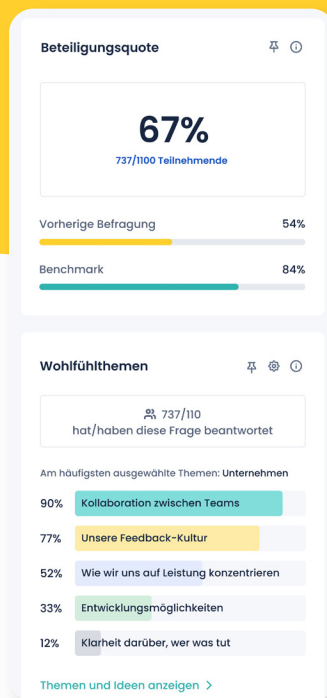 Beteiligungsquote
67%
737/1100 Teilnehmende
Vorherige Befragung 54%
Benchmark 84%
Wohlfühlthemen
737/110
hat/haben diese Frage beantwortet
Am häufigsten ausgewählte Themen: Unternehmen
90% Kollaboration zwischen Teams
77% Unsere Feedback-Kultur
52% Wie wir uns auf Leistung konzentrieren
33% Entwicklungsmöglichkeiten
12% Klarheit darüber, wer was tut
Themen und Ideen anzeigen >